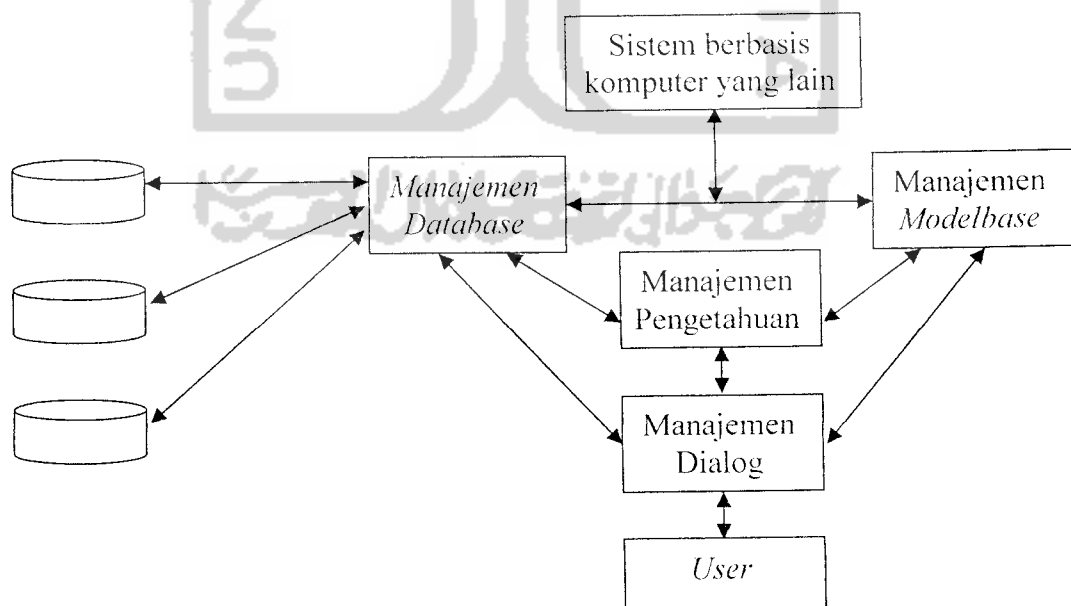 Sistem berbasis
komputer yang lain
Manajemen
Database
Manajemen
Modelbase
Manajemen
Pengetahuan
Manajemen
Dialog
User